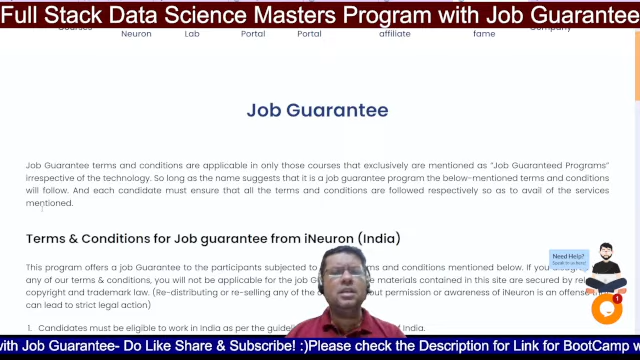 Full Stack Data Science Masters Program with Job Guarantee
Neuron Lab Portal Portal affiliate fame
Job Guarantee
Job Guarantee terms and conditions are applicable in only those courses that exclusively are mentioned as "Job Guaranteed Programs"
irrespective of the technology. So long as the name suggests that it is a job guarantee program the below-mentioned terms and conditions
will follow. And each candidate must ensure that all the terms and conditions are followed respectively so as to avail of the services
mentioned.
Need Help?
Terms & Conditions for Job guarantee from iNeuron (India)
This program offers a Job Guarantee to the participants subjected to and conditions mentioned below. If you
any of our terms & conditions, you will not be applicable for the job materials contained in this site are secured by
copyright and trademark law. (Re-distributing or re-selling any of the permission or awareness of iNeuron is an offense
can lead to strict legal action)
1
1. Candidates must be eligible to work in India as per the of India.
with Job Guarantee- Do Like Share & Subscribe! :)Please check the Description for Link for BootCamp w